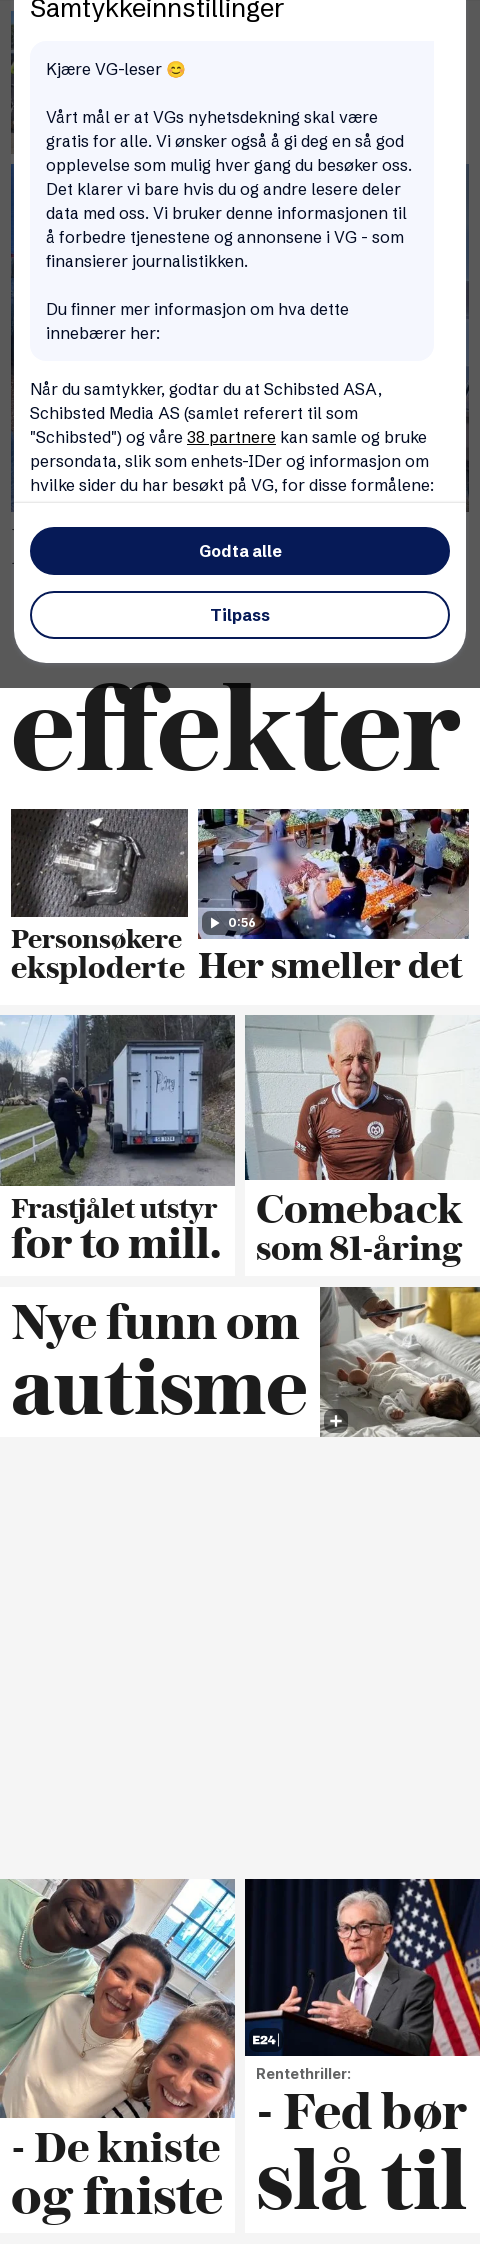 Samtykkeinnstillinger
Kjære VG-leser 😊
Vårt mål er at VGs nyhetsdekning skal være
gratis for alle. Vi ønsker også å gi deg en så god
opplevelse som mulig hver gang du besøker oss.
Det klarer vi bare hvis du og andre lesere deler
data med oss. Vi bruker denne informasjonen til
å forbedre tjenestene og annonsene i VG - som
finansierer journalistikken.
Du finner mer informasjon om hva dette
innebærer her:
Når du samtykker, godtar du at Schibsted ASA,
Schibsted Media AS (samlet referert til som
"Schibsted") og våre 38 partnere kan samle og bruke
persondata, slik som enhets-IDer og informasjon om
hvilke sider du har besøkt på VG, for disse formålene:
Godta alle
Tilpass
effekter
0:56
Personsøkere
eksploderte
Her smeller det
Frastjålet utstyr
for to mill.
Comeback
som 81-åring
Nye funn om
autisme
E24
- De kniste
og fniste
Rentethriller:
- Fed bør
slå til